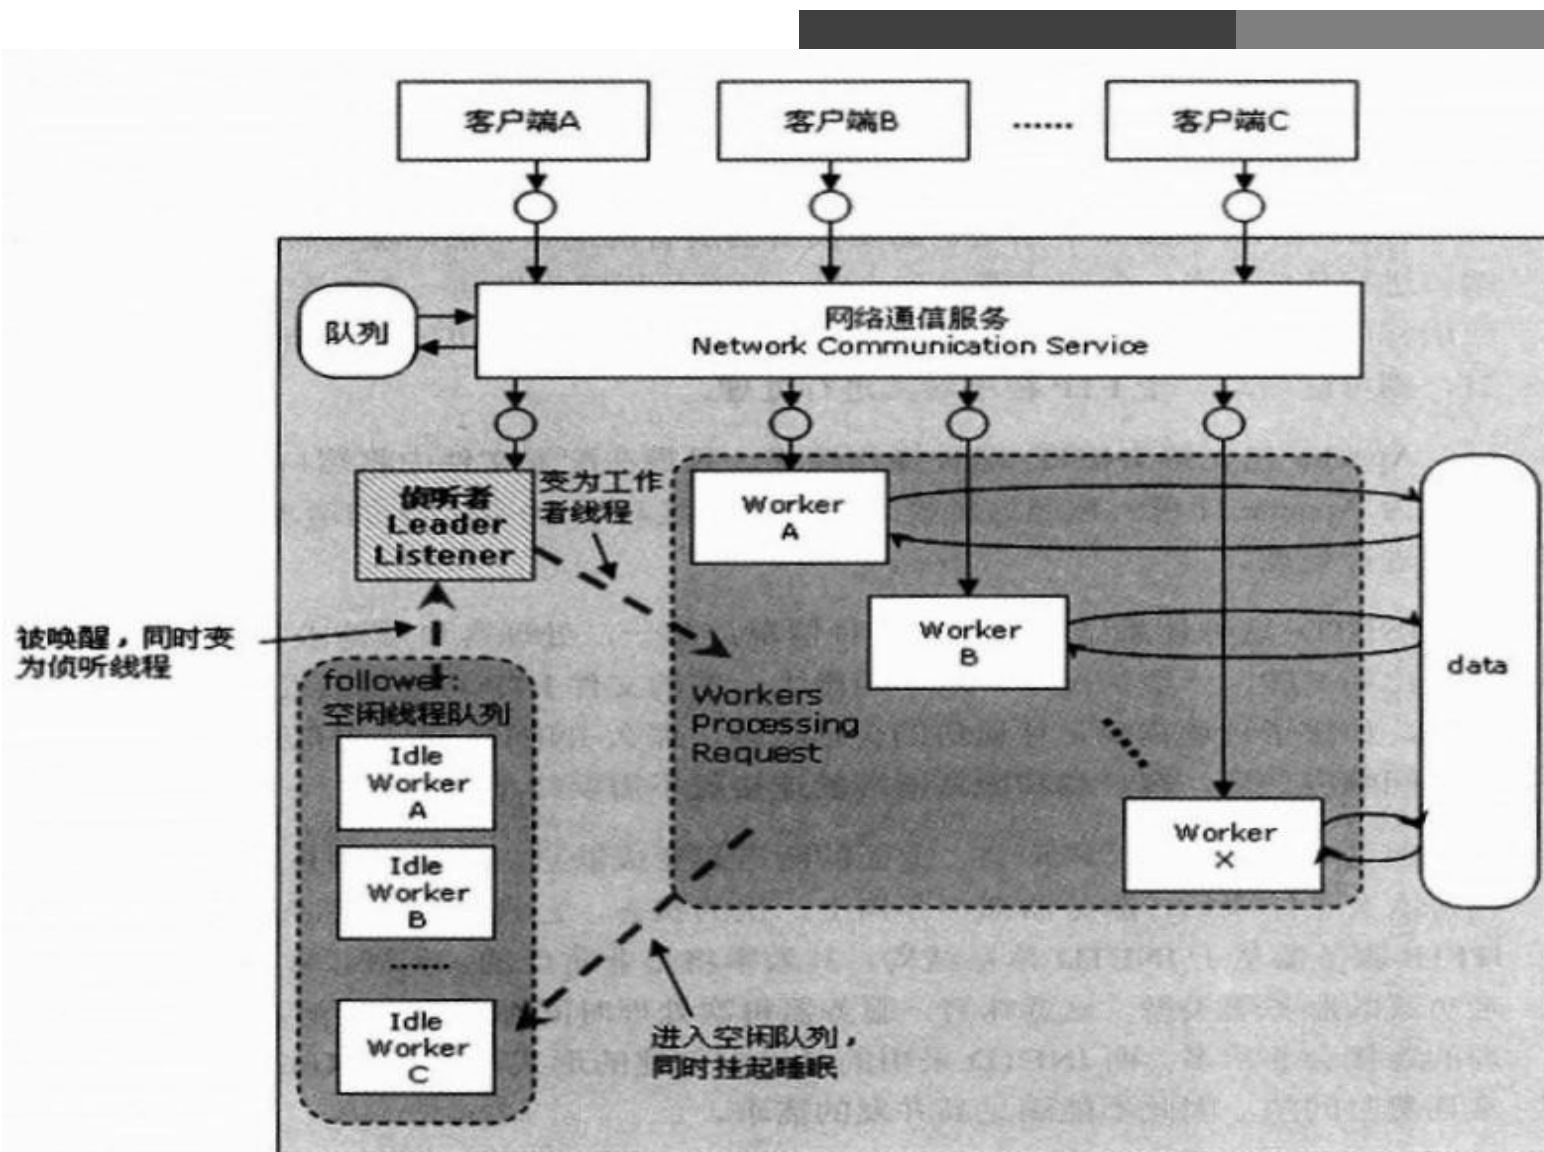 客户端A
客户端B
......
客户端C
队列
网络通信服务
Network Communication Service
侦听者
Leader
Listener
变为工作
者线程
Worker
A
Worker
B
Worker
X
data
Workers
Processing
Request
被唤醒，同时变
为侦听线程
follower:
空闲线程队列
Idle
Worker
A
Idle
Worker
B
......
Idle
Worker
C
进入空闲队列，
同时挂起睡眠